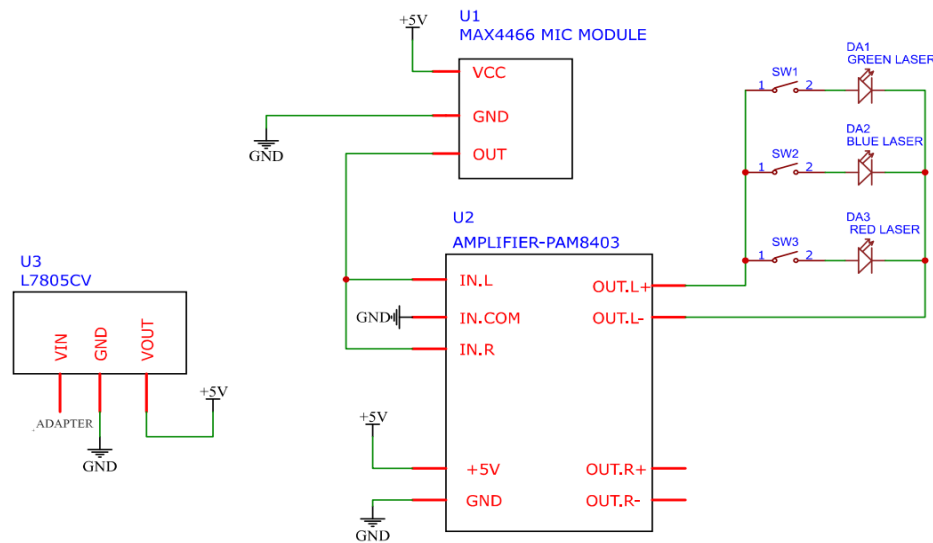 +5V
U1
MAX4466 MIC MODULE
VCC
GND
OUT
GND
DA1
GREEN LASER
SW1
1
2
DA2
BLUE LASER
SW2
1
2
DA3
RED LASER
SW3
1
2
U2
AMPLIFIER-PAM8403
IN.L
GND
IN.COM
IN.R
OUT.L+
OUT.L-
+5V
+5V
GND
GND
OUT.R+
OUT.R-
U3
L7805CV
VIN
GND
VOUT
ADAPTER
GND
+5V